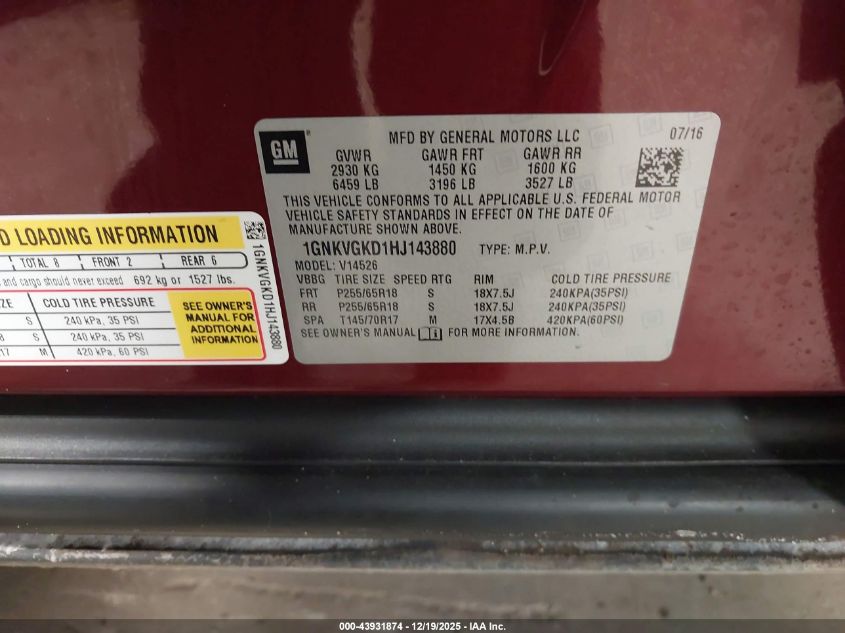 GM
MFD BY GENERAL MOTORS LLC 07/16
GVWR GAWR FRT GAWR RR
2930 KG 1450 KG 1600 KG
6459 LB 3196 LB 3527 LB
THIS VEHICLE CONFORMS TO ALL APPLICABLE U.S. FEDERAL MOTOR
VEHICLE SAFETY STANDARDS IN EFFECT ON THE DATE OF
MANUFACTURE SHOWN ABOVE.
1GNKVGKD1HJ143880 TYPE: M.P.V.
MODEL: V14526
VBBG TIRE SIZE SPEED RTG RIM COLD TIRE PRESSURE
FRT P255/65R18 S 18X7.5J 240KPA(35PSI)
RR P255/65R18 S 18X7.5J 240KPA(35PSI)
SPA T145/70R17 M 17X4.5B 420KPA(60PSI)
SEE OWNER'S MANUAL FOR MORE INFORMATION.
D LOADING INFORMATION
TOTAL 8 FRONT 2 REAR 6
and cargo should never exceed 692 kg or 1527 lbs.
ZE COLD TIRE PRESSURE
S 240 kPa, 35 PSI
8 S 240 kPa, 35 PSI
17 M 420 kPa, 60 PSI
SEE OWNER'S
MANUAL FOR
ADDITIONAL
INFORMATION
1GNKVGKD1HJ143880
000-43931874 | 12/19/2025 | IAA Inc.